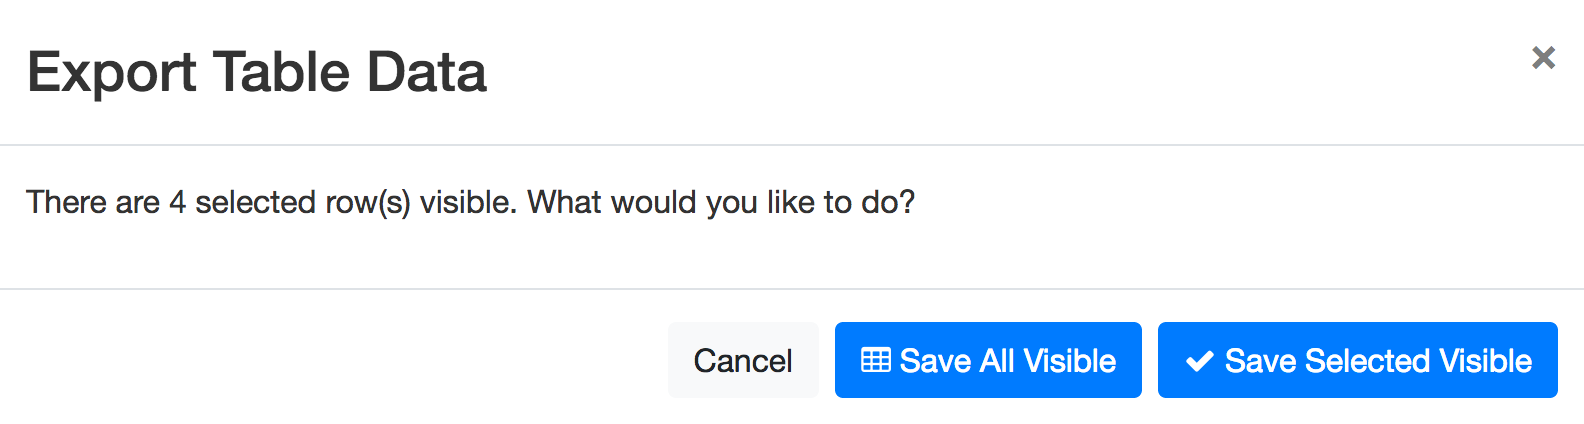 Export Table Data
×
There are 4 selected row(s) visible. What would you like to do?
Cancel
Save All Visible
Save Selected Visible